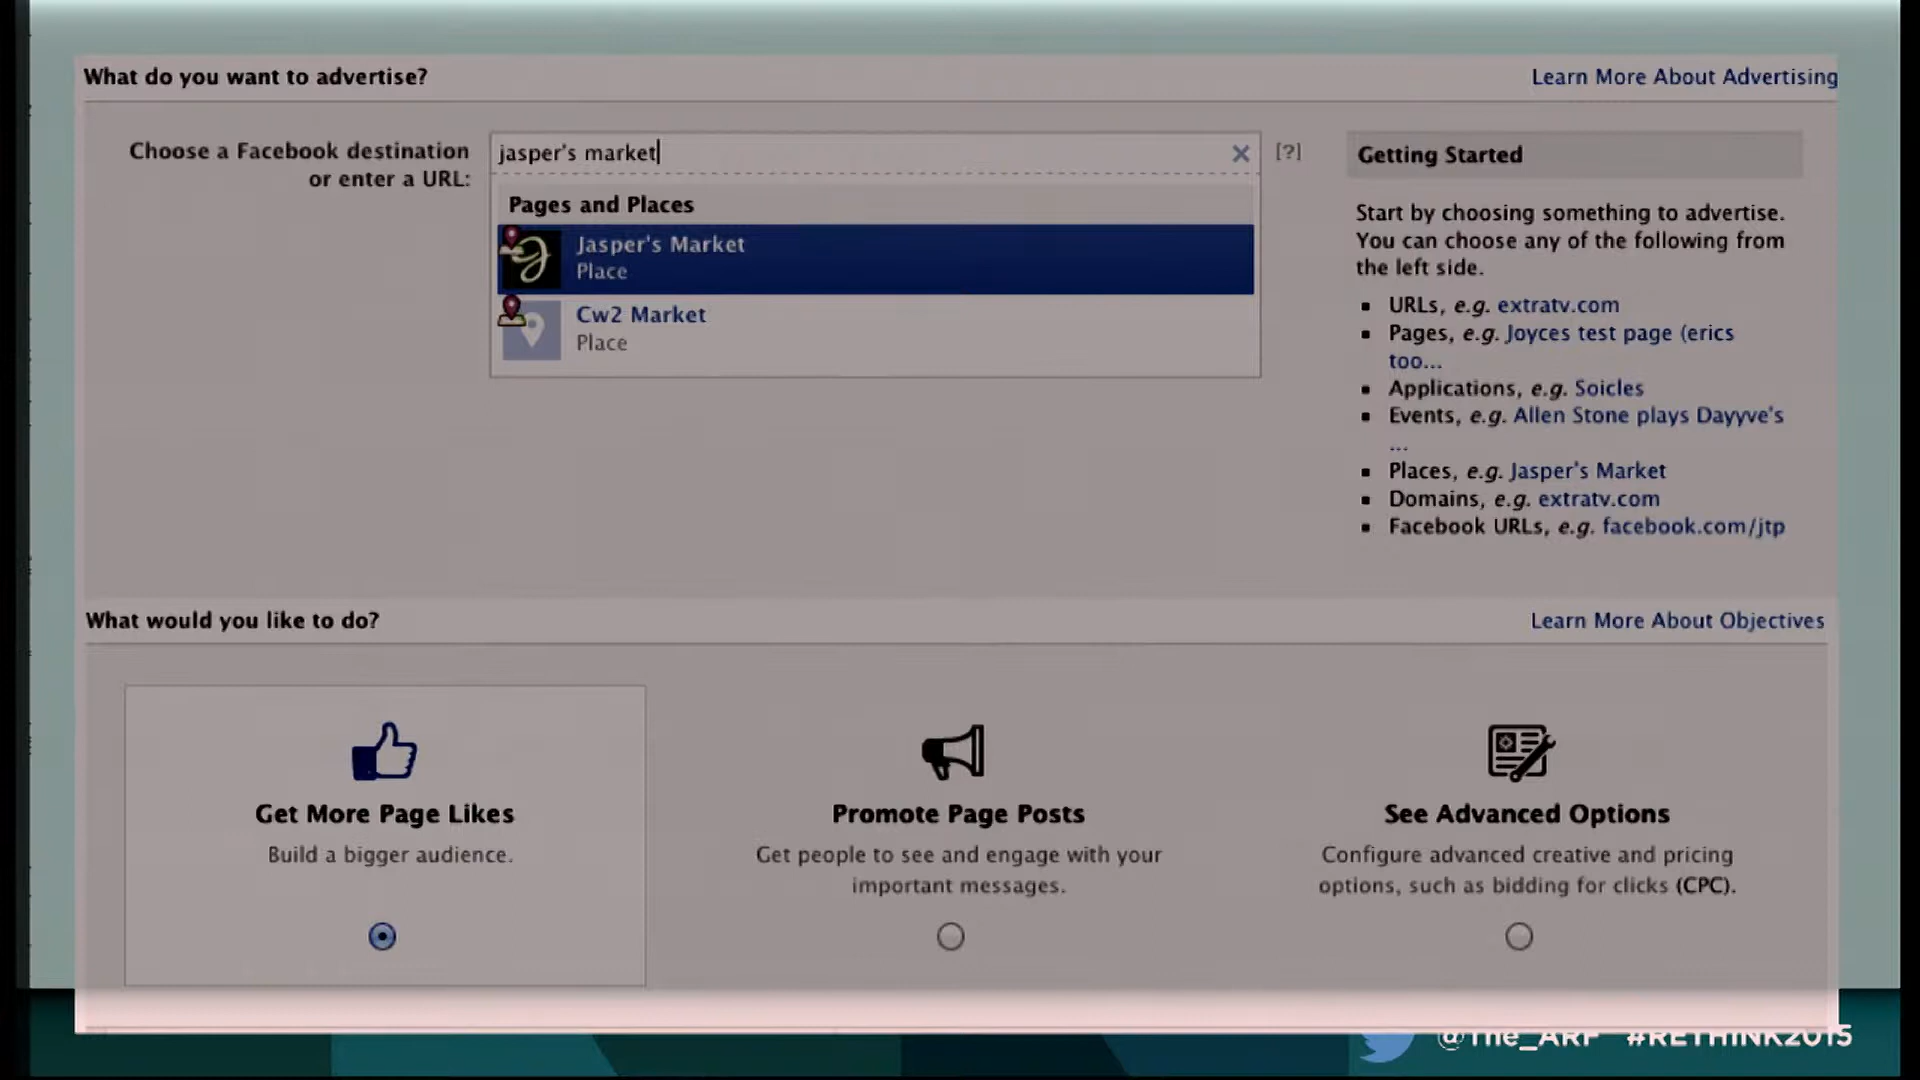 What do you want to advertise?
Learn More About Advertising
Choose a Facebook destination
or enter a URL:
jasper's market
[?]
Pages and Places
Jasper's Market
Place
Cw2 Market
Place
Getting Started
Start by choosing something to advertise.
You can choose any of the following from
the left side.
URLs, e.g. extratv.com
Pages, e.g. Joyces test page (erics
too...
Applications, e.g. Soicles
Events, e.g. Allen Stone plays Dayyve's
...
Places, e.g. Jasper's Market
Domains, e.g. extratv.com
Facebook URLs, e.g. facebook.com/jtp
What would you like to do?
Learn More About Objectives
Get More Page Likes
Build a bigger audience.
Promote Page Posts
Get people to see and engage with your
important messages.
See Advanced Options
Configure advanced creative and pricing
options, such as bidding for clicks (CPC).
@The_ARF #RETHINK2015